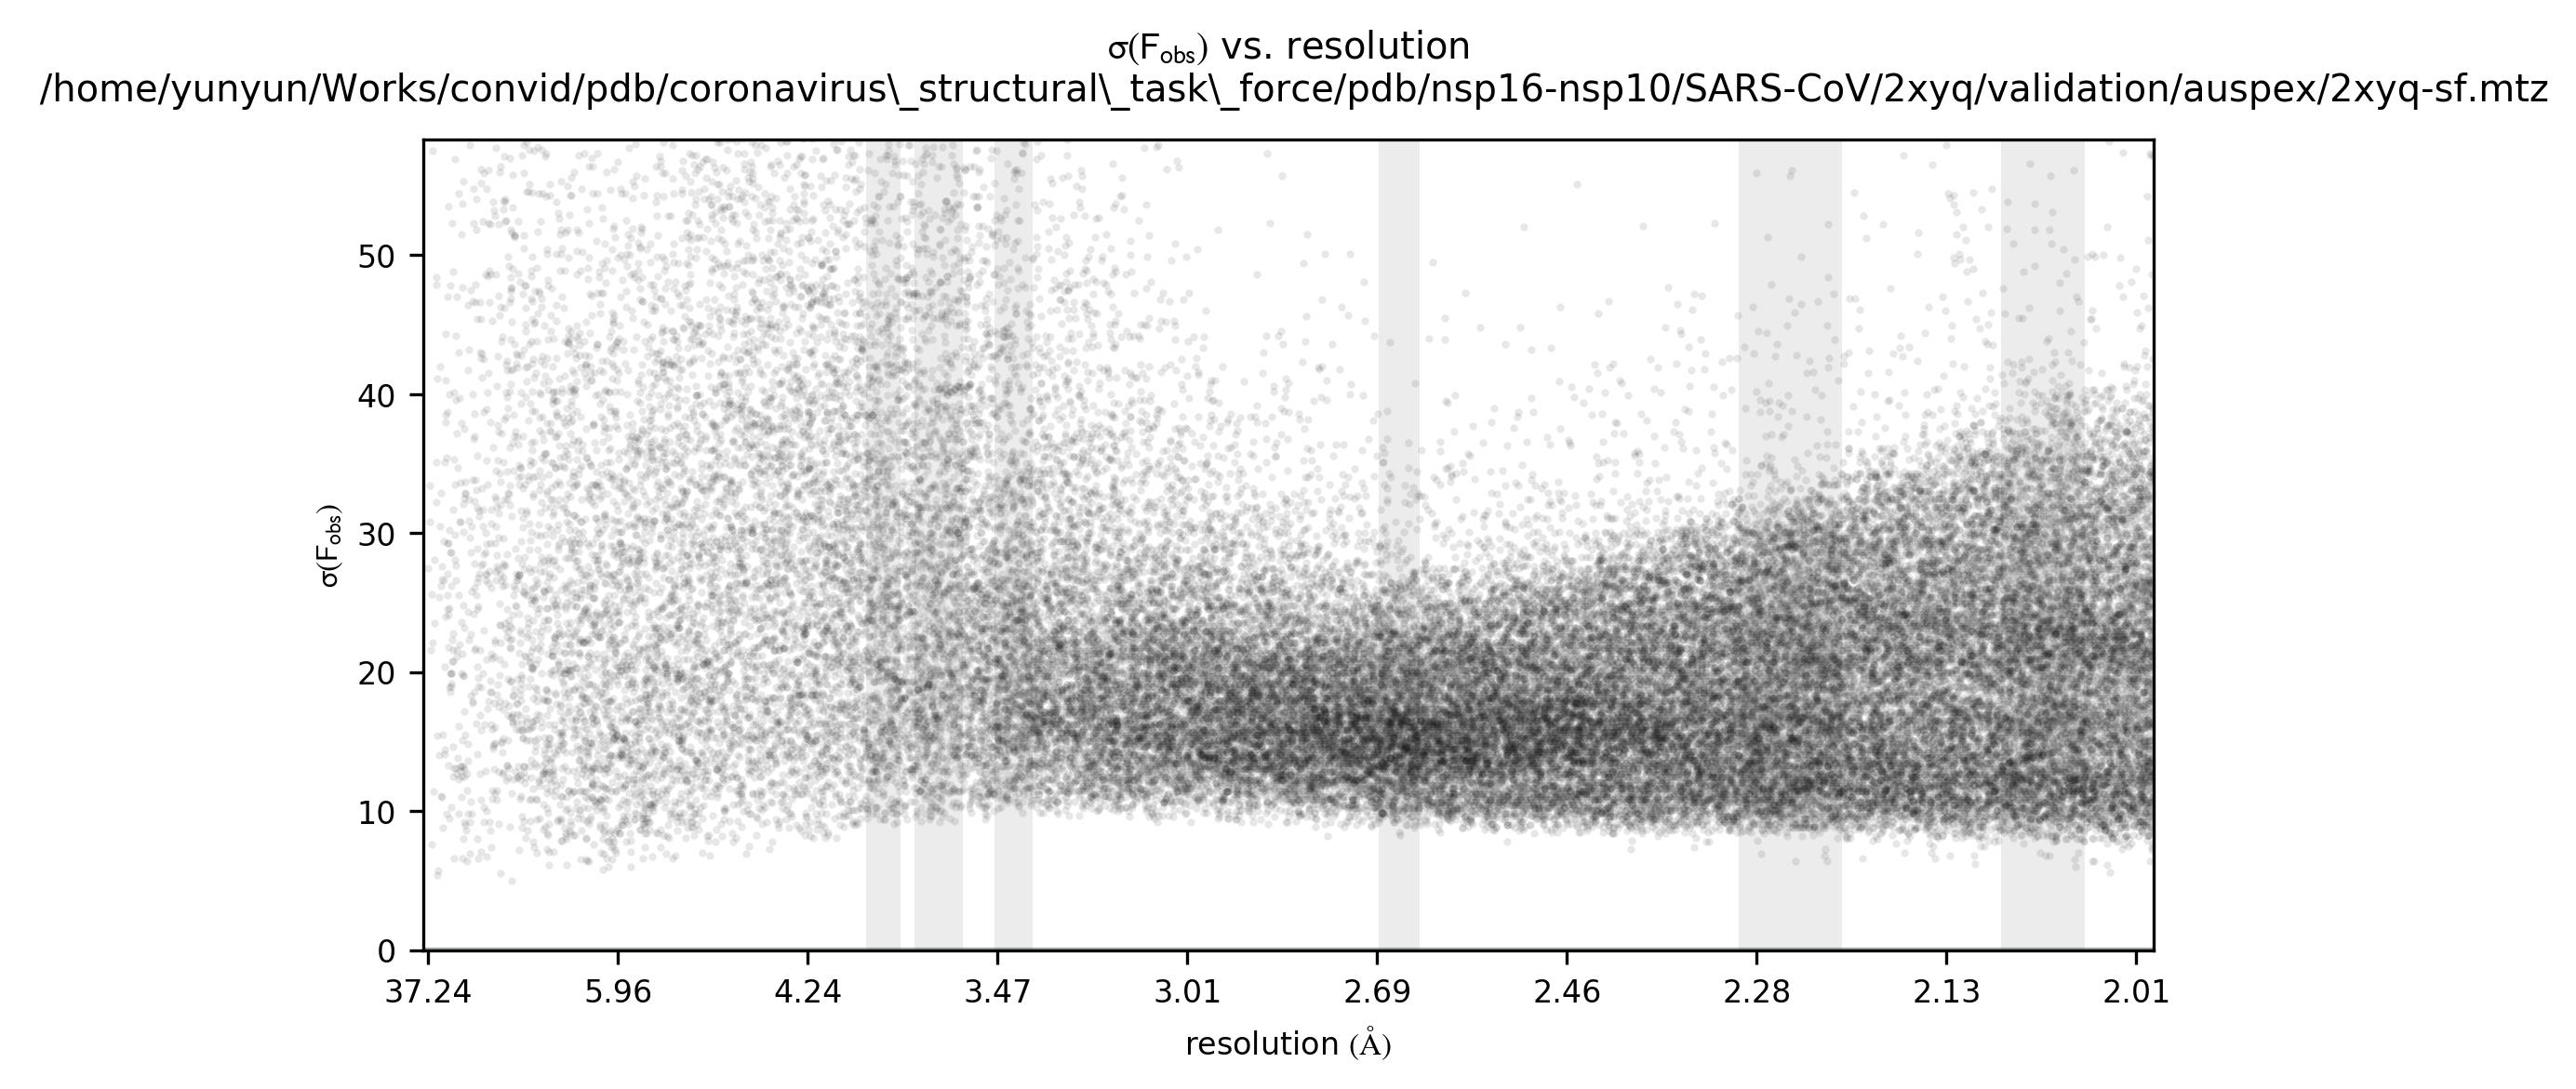 σ(Fobs) vs. resolution
/home/yunyun/Works/convid/pdb/coronavirus\_structural\_task\_force/pdb/nsp16-nsp10/SARS-CoV/2xyq/validation/auspex/2xyq-sf.mtz
σ(Fobs)
50
40
30
20
10
0
37.24 5.96 4.24 3.47 3.01 2.69 2.46 2.28 2.13 2.01
resolution (Å)